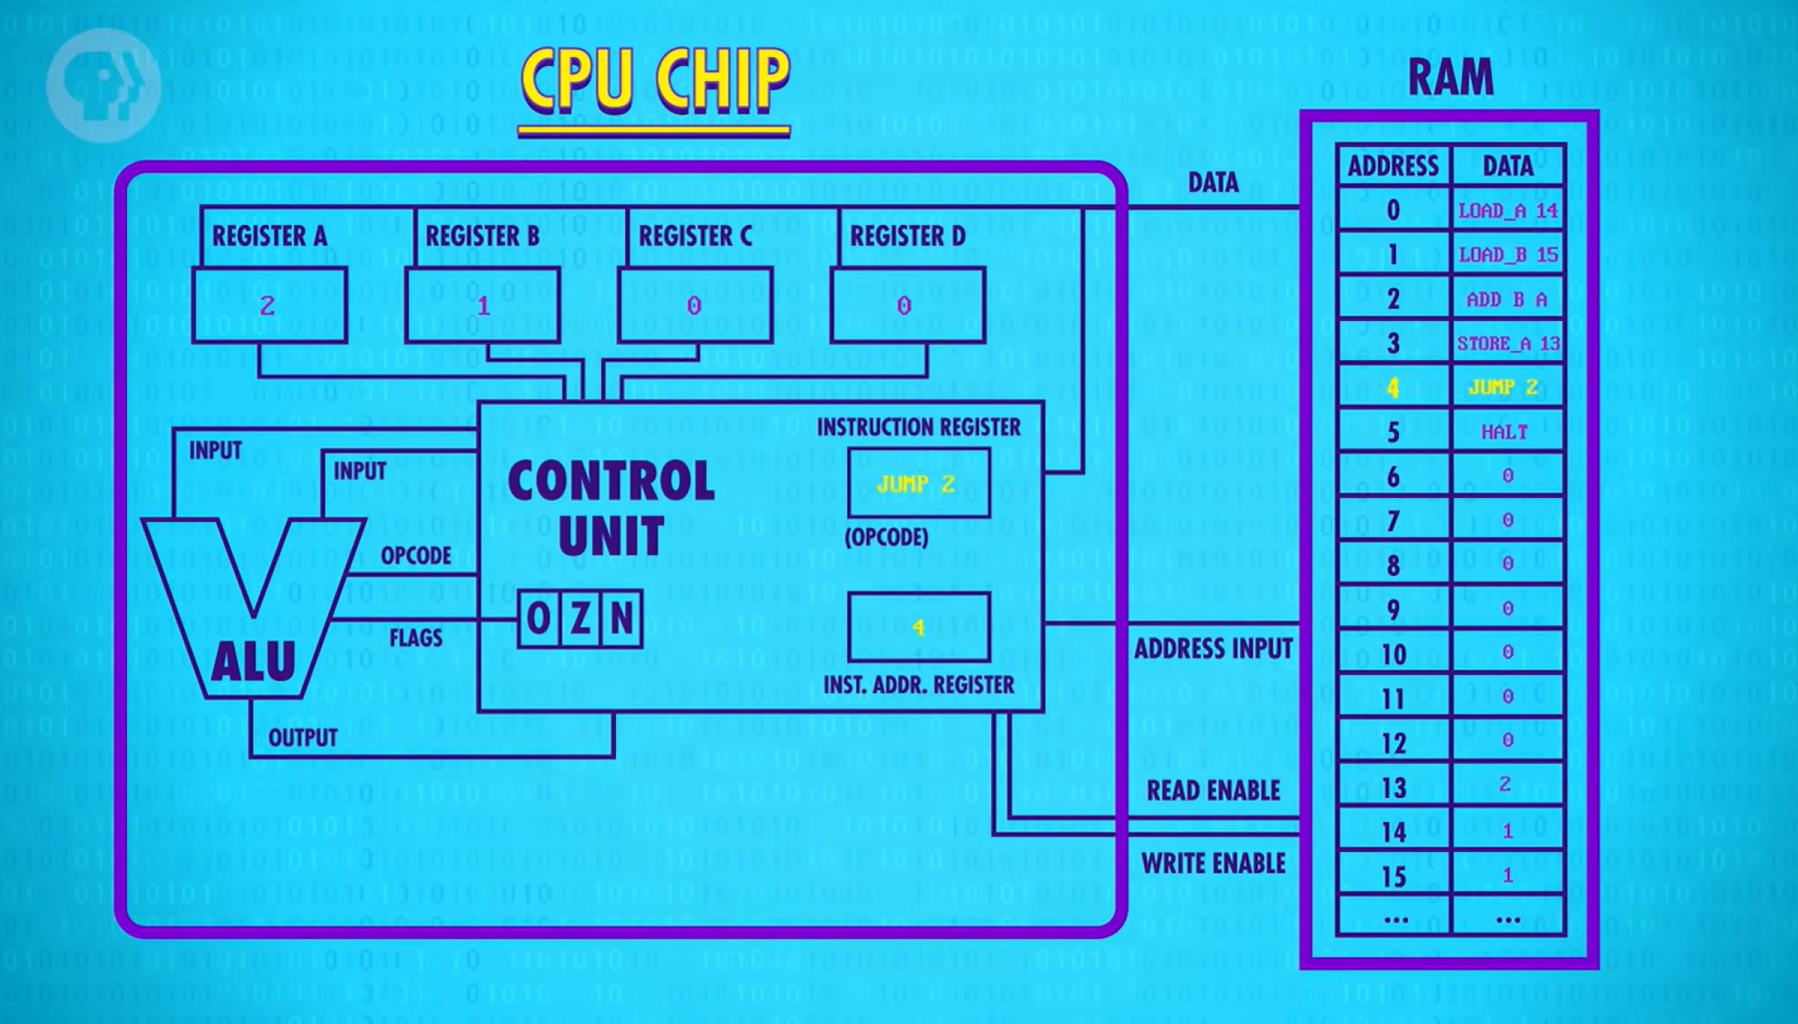 CPU CHIP
RAM
DATA
REGISTER A
REGISTER B
REGISTER C
REGISTER D
2
1
0
0
INPUT
INPUT
CONTROL
UNIT
INSTRUCTION REGISTER
JUMP 2
(OPCODE)
OPCODE
FLAGS
O Z N
4
INST. ADDR. REGISTER
ALU
OUTPUT
ADDRESS INPUT
READ ENABLE
WRITE ENABLE
ADDRESS DATA
0 LOAD_A 14
1 LOAD_B 15
2 ADD B A
3 STORE_A 13
4 JUMP 2
5 HALT
6 0
7 0
8 0
9 0
10 0
11 0
12 0
13 2
14 1
15 1
... ...